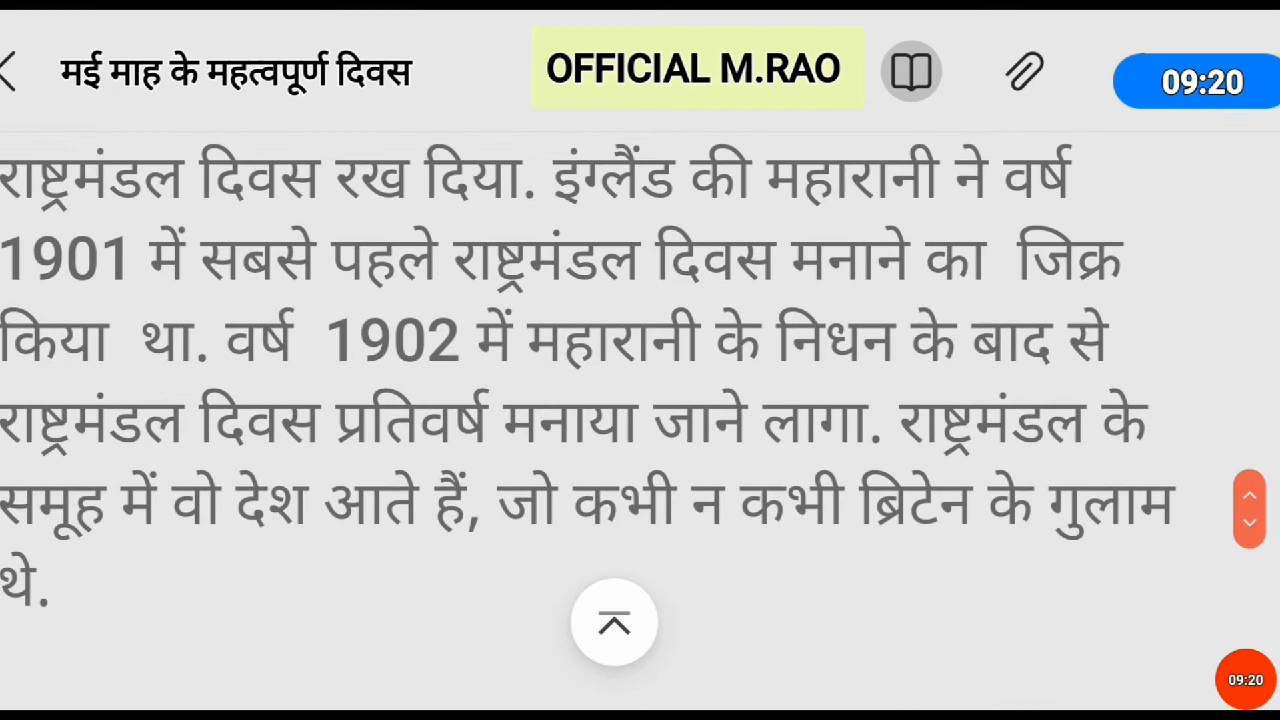 मई माह के महत्वपूर्ण दिवस OFFICIAL M.RAO 09:20
राष्ट्रमंडल दिवस रख दिया. इंग्लैंड की महारानी ने वर्ष
1901 में सबसे पहले राष्ट्रमंडल दिवस मनाने का जिक्र
किया था. वर्ष 1902 में महारानी के निधन के बाद से
राष्ट्रमंडल दिवस प्रतिवर्ष मनाया जाने लागा. राष्ट्रमंडल के
समूह में वो देश आते हैं, जो कभी न कभी ब्रिटेन के गुलाम
थे.
09:20